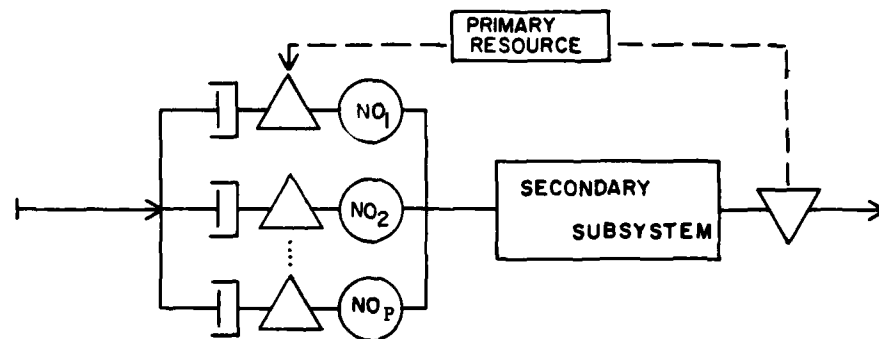 PRIMARY
RESOURCE
NO1
NO2
NOP
SECONDARY
SUBSYSTEM